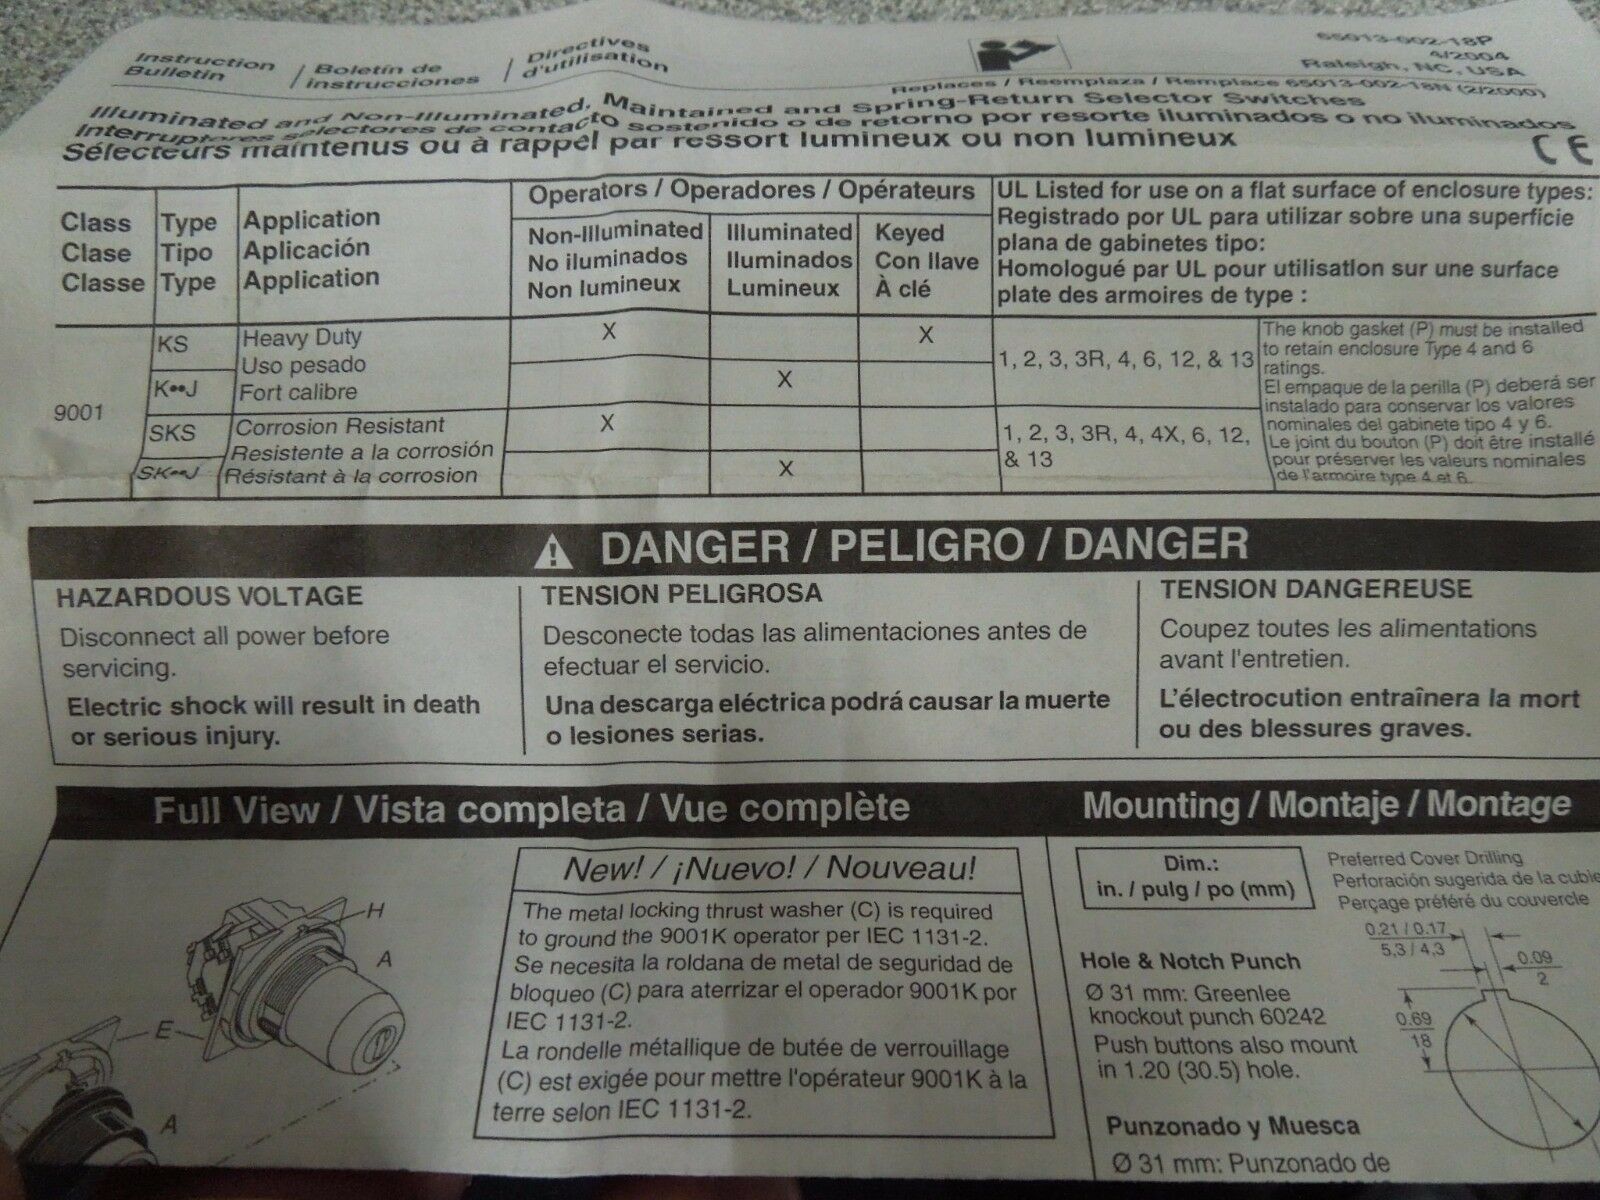 Instruction
Bulletin
Boletín de
instrucciones
Directives
d'utilisation
65013-002-18P
4/2004
Raleigh, NC, USA
Replaces / Reemplaza / Remplace 65013-002-18N (2/2000)
Illuminated and Non-Illuminated, Maintained and Spring-Return Selector Switches
Interruptores selectores de contacto sostenido o de retorno por resorte iluminados o no iluminados
Sélecteurs maintenus ou à rappel par ressort lumineux ou non lumineux
CE
Class
Clase
Classe
Type
Tipo
Type
Application
Aplicación
Application
Operators / Operadores / Opérateurs
Non-Illuminated
No iluminados
Non lumineux
Illuminated
Iluminados
Lumineux
Keyed
Con llave
À clé
UL Listed for use on a flat surface of enclosure types:
Registrado por UL para utilizar sobre una superfície
plana de gabinetes tipo:
Homologué par UL pour utilisation sur une surface
plate des armoires de type :
9001
KS
Heavy Duty
Uso pesado
Fort calibre
X
X
K••J
X
1, 2, 3, 3R, 4, 6, 12, & 13
SKS
Corrosion Resistant
Resistente a la corrosión
Résistant à la corrosion
X
SK••J
X
1, 2, 3, 3R, 4, 4X, 6, 12,
& 13
The knob gasket (P) must be installed
to retain enclosure Type 4 and 6
ratings.
El empaque de la perilla (P) deberá ser
instalado para conservar los valores
nominales del gabinete tipo 4 y 6.
Le joint du bouton (P) doit être installé
pour préserver les valeurs nominales
de l'armoire type 4 et 6.
DANGER / PELIGRO / DANGER
HAZARDOUS VOLTAGE
Disconnect all power before
servicing.
Electric shock will result in death
or serious injury.
TENSION PELIGROSA
Desconecte todas las alimentaciones antes de
efectuar el servicio.
Una descarga eléctrica podrá causar la muerte
o lesiones serias.
TENSION DANGEREUSE
Coupez toutes les alimentations
avant l'entretien.
L'électrocution entraînera la mort
ou des blessures graves.
Full View / Vista completa / Vue complète
H
A
E
A
New! / ¡Nuevo! / Nouveau!
The metal locking thrust washer (C) is required
to ground the 9001K operator per IEC 1131-2.
Se necesita la roldana de metal de seguridad de
bloqueo (C) para aterrizar el operador 9001K por
IEC 1131-2.
La rondelle métallique de butée de verrouillage
(C) est exigée pour mettre l'opérateur 9001K à la
terre selon IEC 1131-2.
Mounting / Montaje / Montage
Dim.:
in. / pulg / po (mm)
Preferred Cover Drilling
Perforación sugerida de la cubie
Perçage préféré du couvercle
0.21 / 0.17
5,3 / 4,3
0.09
2
0.69
18
Hole & Notch Punch
Ø 31 mm: Greenlee
knockout punch 60242
Push buttons also mount
in 1.20 (30.5) hole.
Punzonado y Muesca
Ø 31 mm: Punzonado de